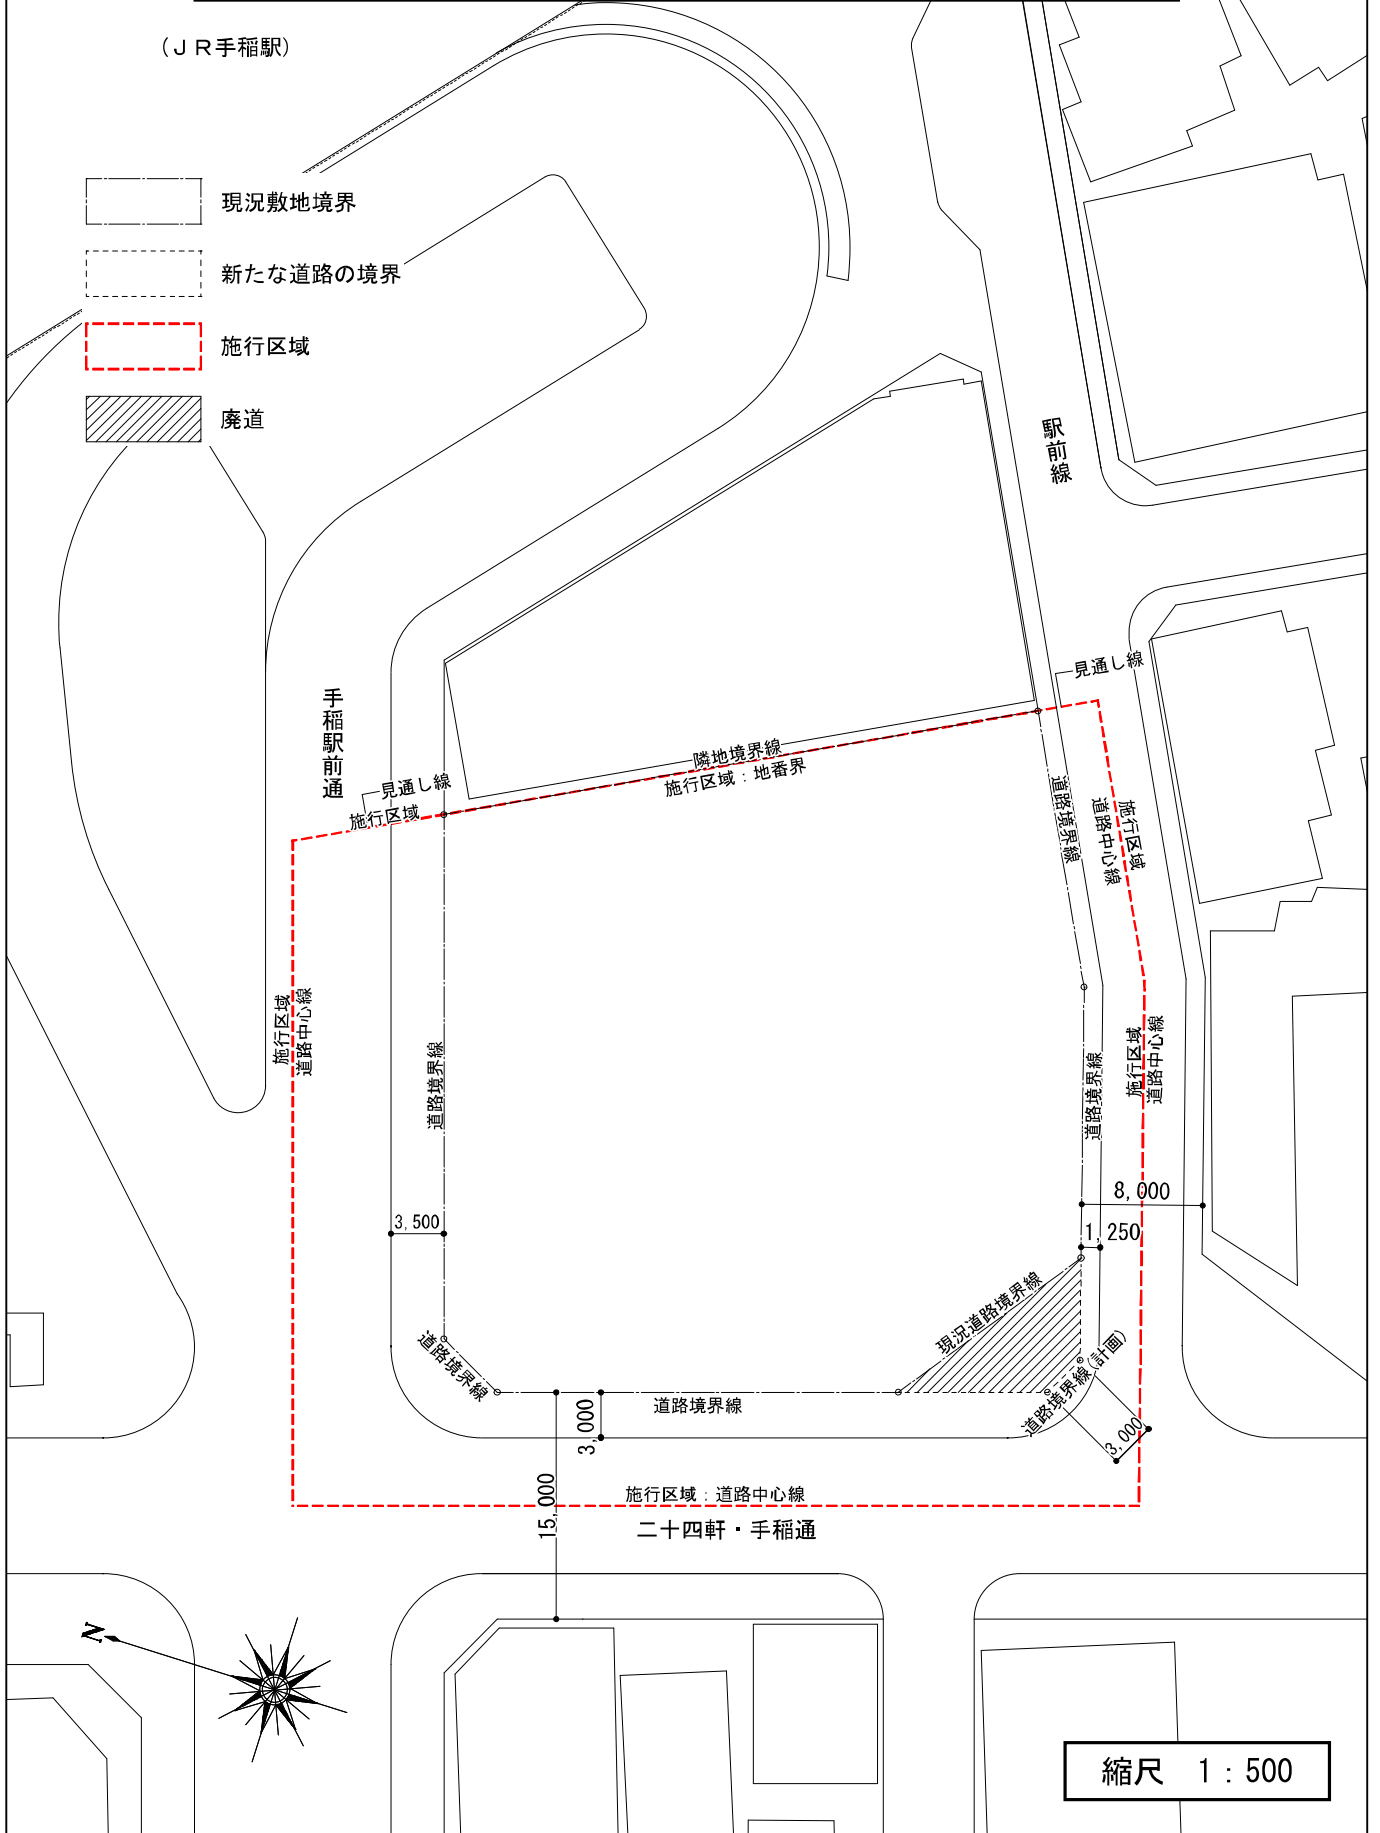 (ＪＲ手稲駅)
現況敷地境界
新たな道路の境界
施行区域
廃道
駅前線
見通し線
手稲駅前通
隣地境界線
施行区域：地番界
見通し線
施行区域
道路境界線
施行区域
道路中心線
施行区域
道路中心線
道路境界線
道路境界線
施行区域
道路中心線
8,000
3,500
1,250
現況道路境界線
道路境界線
道路境界線(計画)
3,000
道路境界線
3,000
15,000
施行区域：道路中心線
二十四軒・手稲通
N
縮尺 1：500